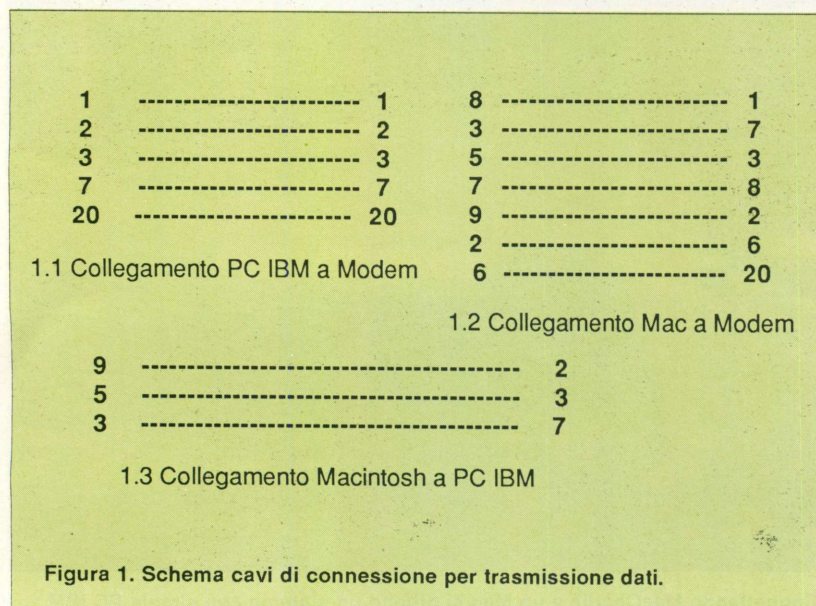 1 ------------------------ 1
2 ------------------------ 2
3 ------------------------ 3
7 ------------------------ 7
20 ------------------------ 20
1.1 Collegamento PC IBM a Modem
8 ------------------------ 1
3 ------------------------ 7
5 ------------------------ 3
7 ------------------------ 8
9 ------------------------ 2
2 ------------------------ 6
6 ------------------------ 20
1.2 Collegamento Mac a Modem
9 ---------------------------------------- 2
5 ---------------------------------------- 3
3 ---------------------------------------- 7
1.3 Collegamento Macintosh a PC IBM
Figura 1. Schema cavi di connessione per trasmissione dati.